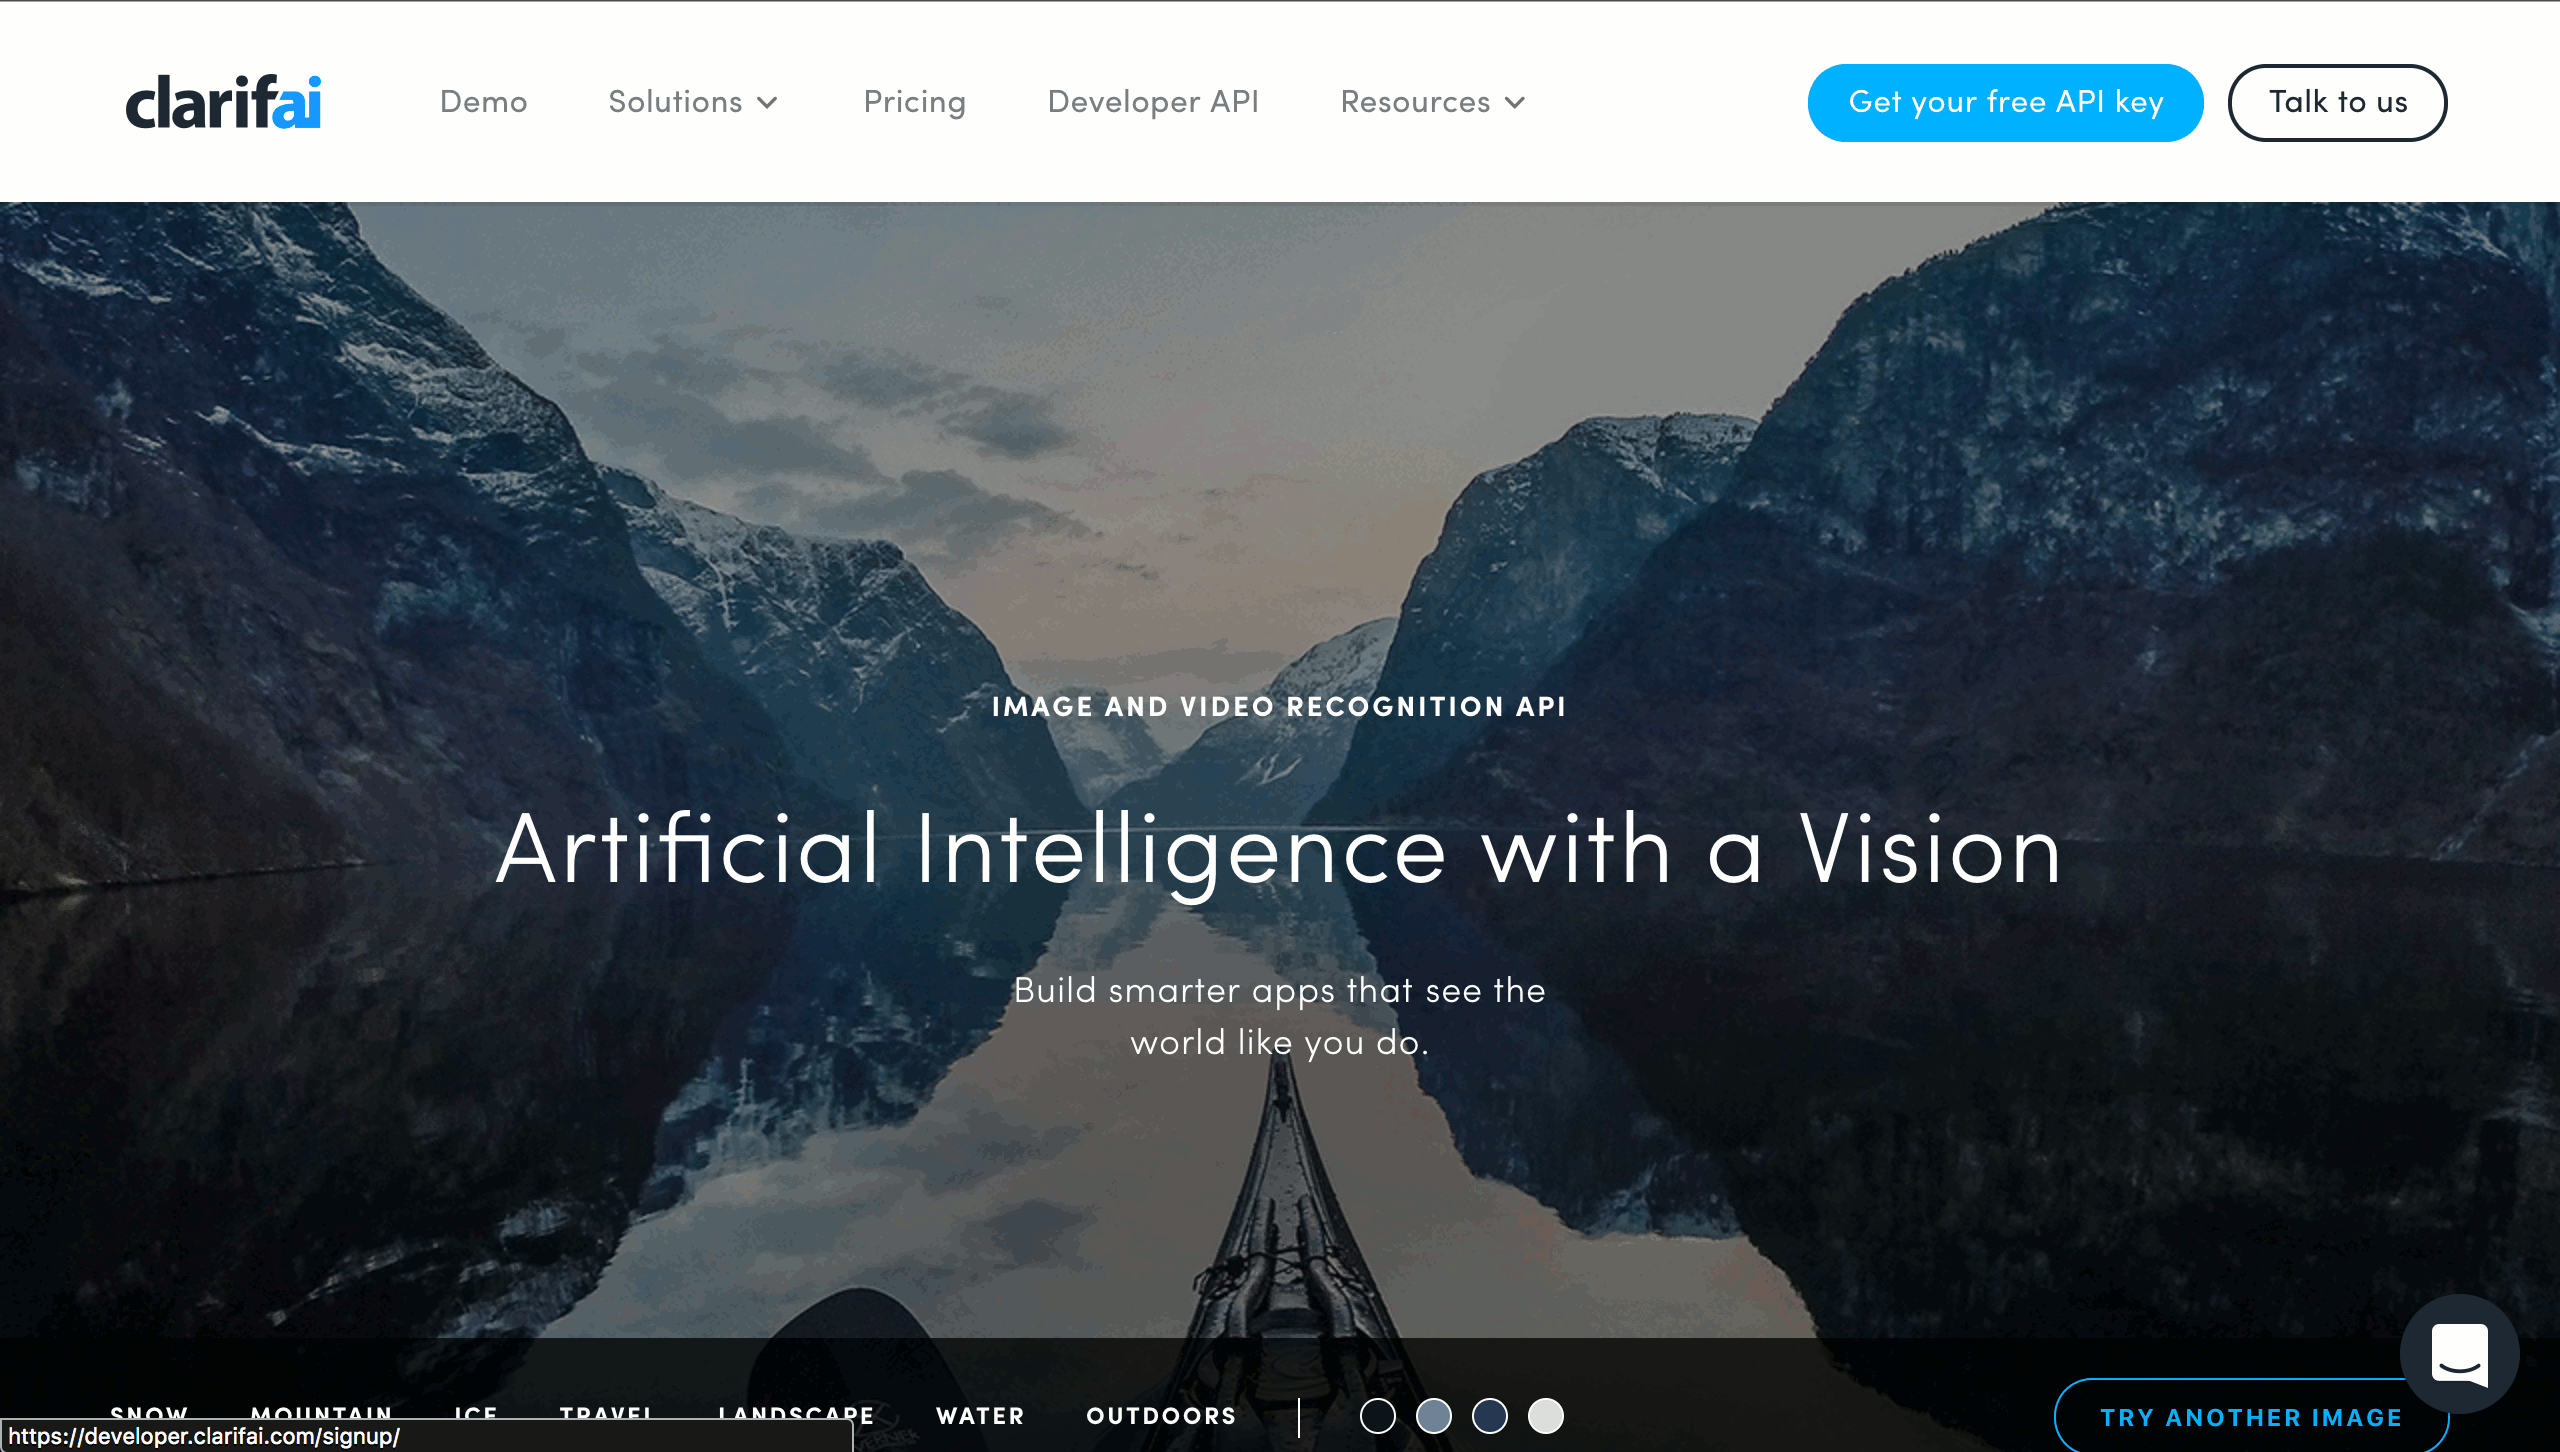 clarifai
Demo
Solutions
Pricing
Developer API
Resources
Get your free API key
Talk to us
IMAGE AND VIDEO RECOGNITION API
Artificial Intelligence with a Vision
Build smarter apps that see the
world like you do.
SNOW MOUNTAIN ICE TRAVEL LANDSCAPE WATER OUTDOORS
TRY ANOTHER IMAGE
https://developer.clarifai.com/signup/